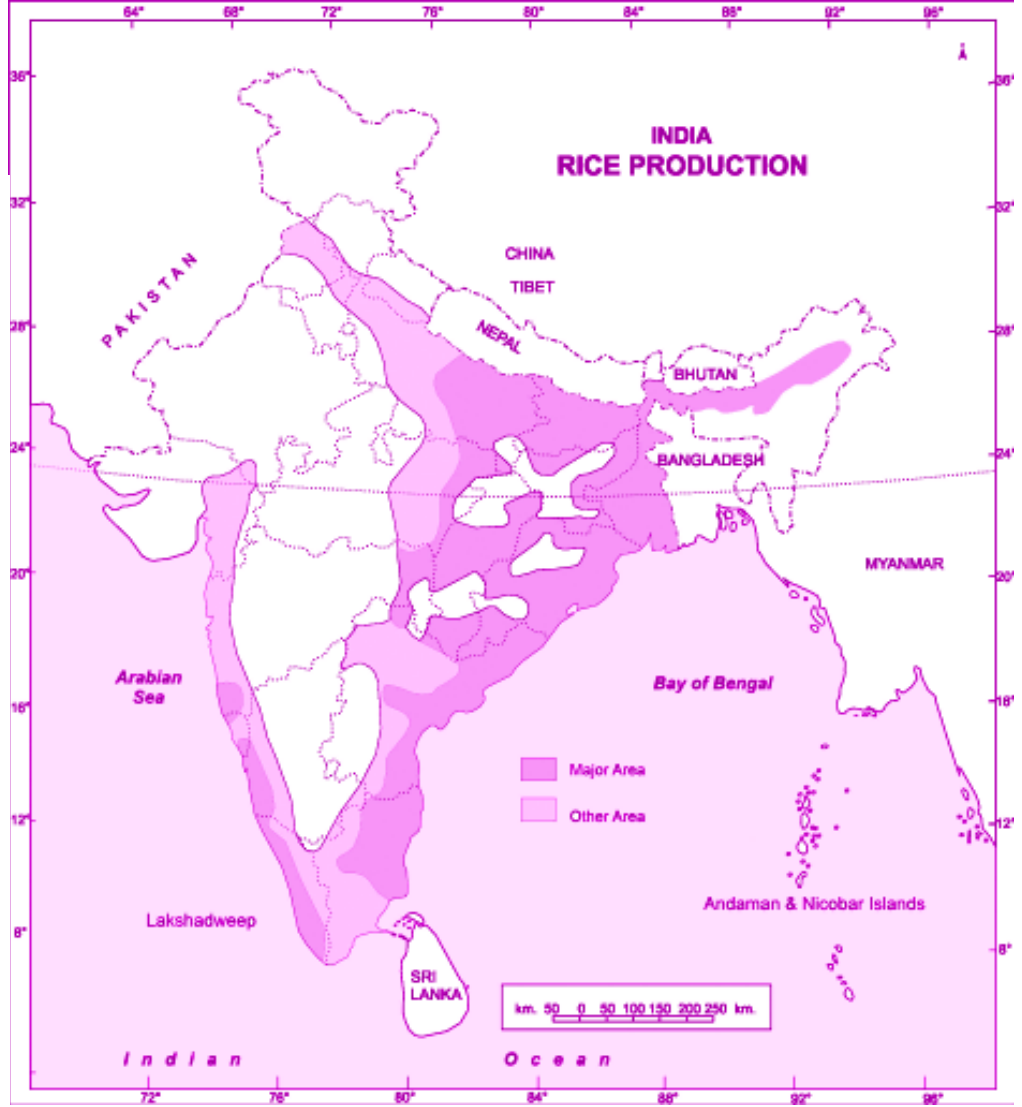 64° 68° 72° 76° 80° 84° 88° 92° 96°
36° 36°
INDIA
RICE PRODUCTION
32° 32°
CHINA
TIBET
PAKISTAN
28° 28°
NEPAL
BHUTAN
24° 24°
BANGLADESH
20° 20°
MYANMAR
Arabian
Sea
Bay of Bengal
16° 18°
Major Area
Other Area
12° 12°
Andaman & Nicobar Islands
Lakshadweep
8° 8°
SRI
LANKA
km. 50 0 50 100 150 200 250 km.
Indian Ocean
72° 76° 80° 84° 88° 92° 96°